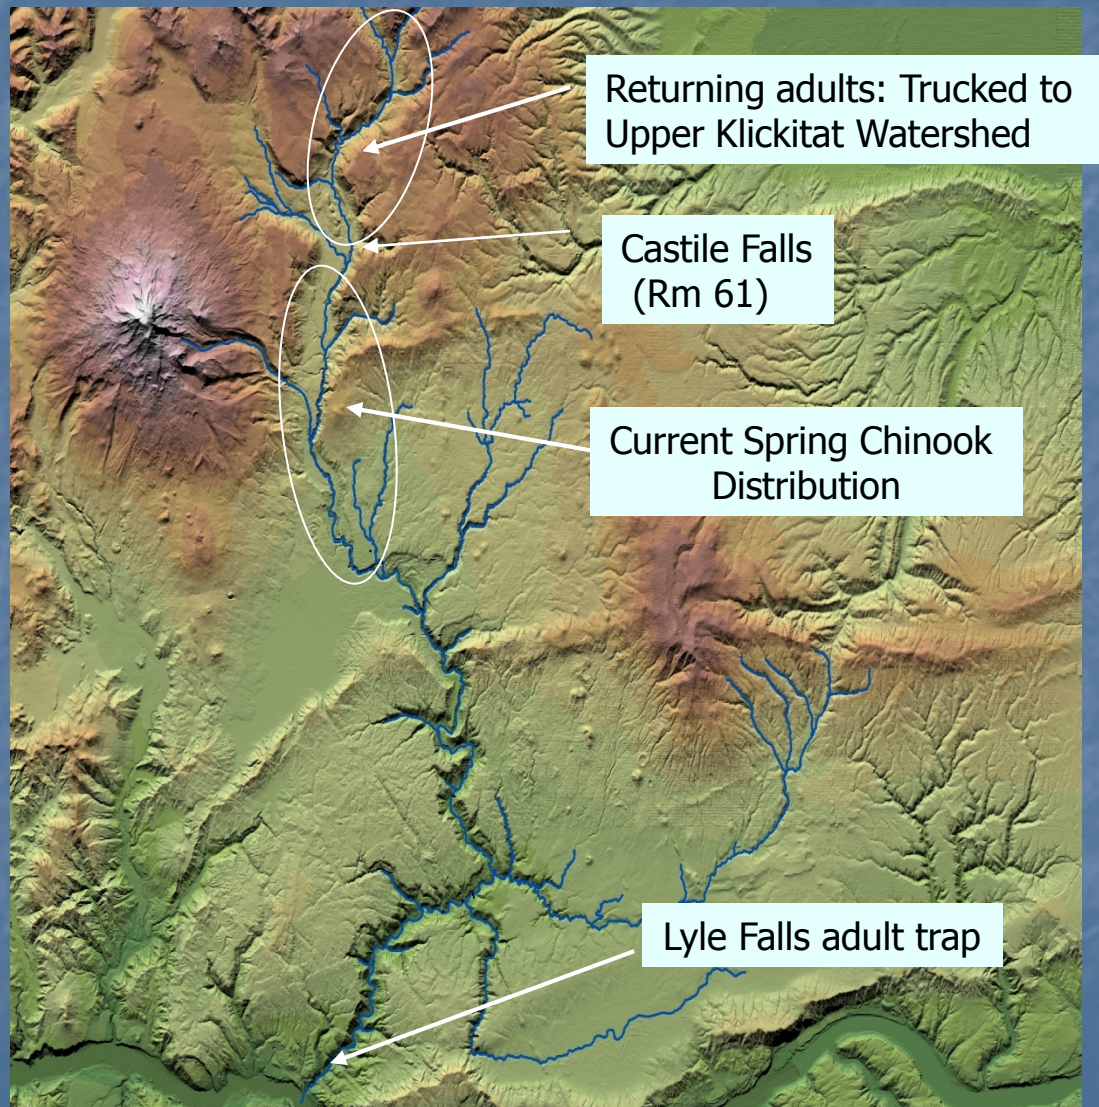 Returning adults: Trucked to
Upper Klickitat Watershed
Castile Falls
(Rm 61)
Current Spring Chinook
Distribution
Lyle Falls adult trap